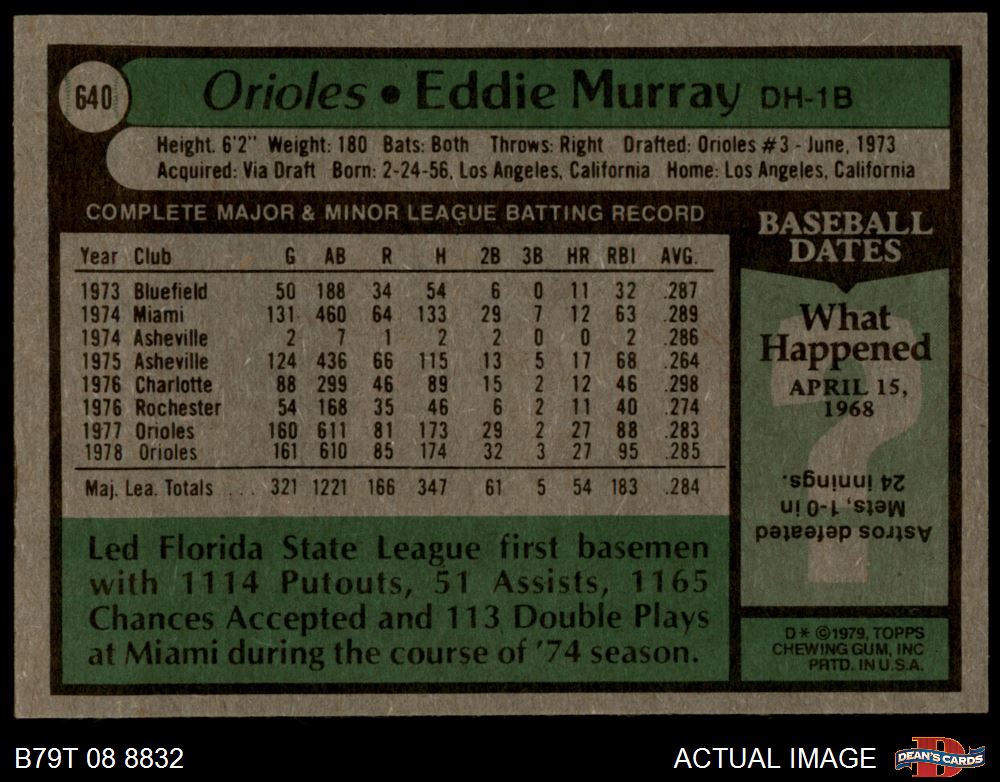 640
Orioles • Eddie Murray DH-1B
Height. 6'2" Weight: 180 Bats: Both Throws: Right Drafted: Orioles #3 - June, 1973
Acquired: Via Draft Born: 2-24-56, Los Angeles, California Home: Los Angeles, California
COMPLETE MAJOR & MINOR LEAGUE BATTING RECORD
Year Club G AB R H 2B 3B HR RBI AVG.
1973 Bluefield 50 188 34 54 6 0 11 32 .287
1974 Miami 131 460 64 133 29 7 12 63 .289
1974 Asheville 2 7 1 2 2 0 0 2 .286
1975 Asheville 124 436 66 115 13 5 17 68 .264
1976 Charlotte 88 299 46 89 15 2 12 46 .298
1976 Rochester 54 168 35 46 6 2 11 40 .274
1977 Orioles 160 611 81 173 29 2 27 88 .283
1978 Orioles 161 610 85 174 32 3 27 95 .285
Maj. Lea. Totals ... 321 1221 166 347 61 5 54 183 .284
Led Florida State League first basemen
with 1114 Putouts, 51 Assists, 1165
Chances Accepted and 113 Double Plays
at Miami during the course of '74 season.
BASEBALL
DATES
What
Happened
APRIL 15,
1968
Astros defeated
Mets, 1-0 in
24 innings.
D* ©1979, TOPPS
CHEWING GUM, INC
PRTD. IN U.S.A.
B79T 08 8832
ACTUAL IMAGE
D
DEAN'S CARDS